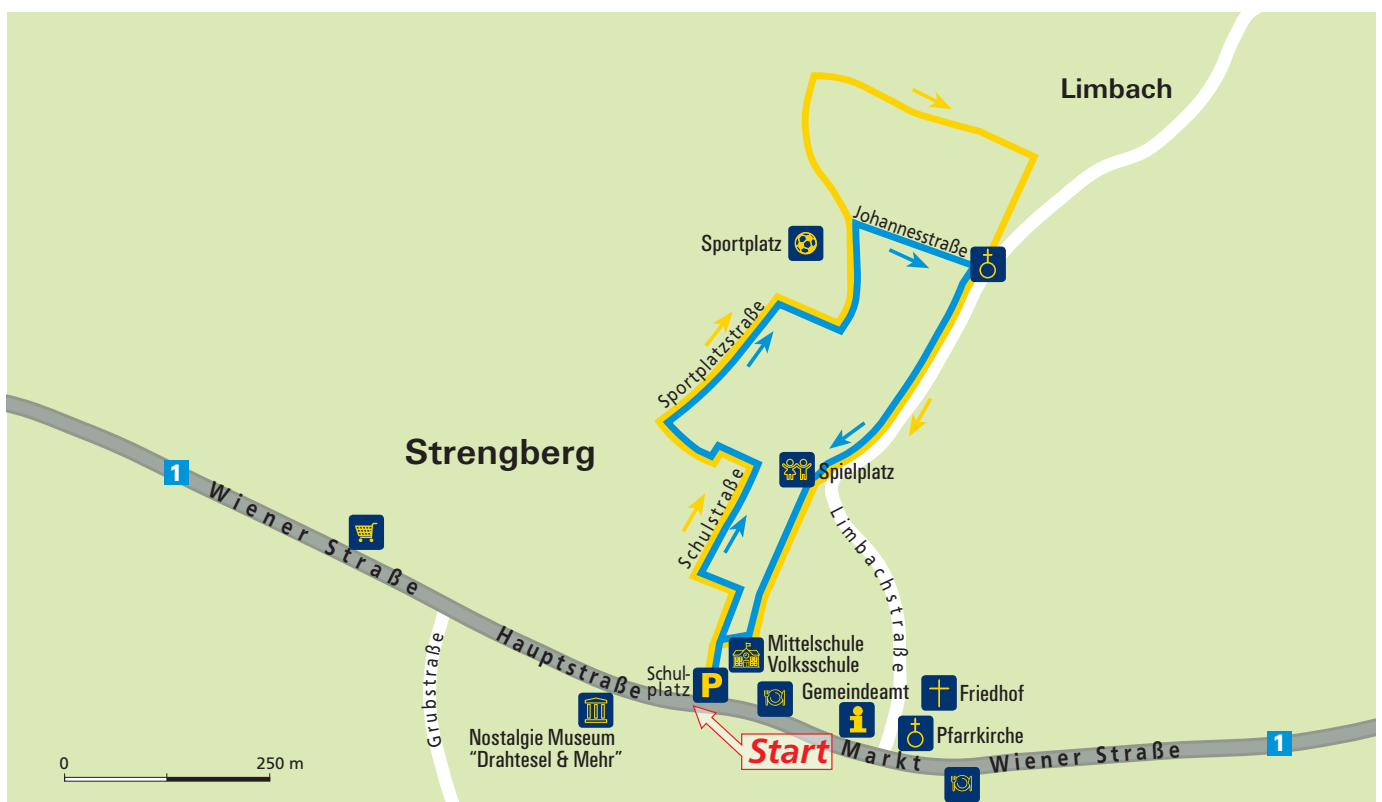 Limbach
Johannesstraße
Sportplatz
Sportplatzstraße
Strengberg
1
Spielplatz
Wiener Straße
Schulstraße
Limbachstraße
Hauptstraße
Grubstraße
Mittelschule
Volksschule
Schul-
platz
P
Gemeindeamt
i
Friedhof
Nostalgie Museum
"Drahtesel & Mehr"
Start
Markt
Pfarrkirche
Wiener Straße
1
0 250 m